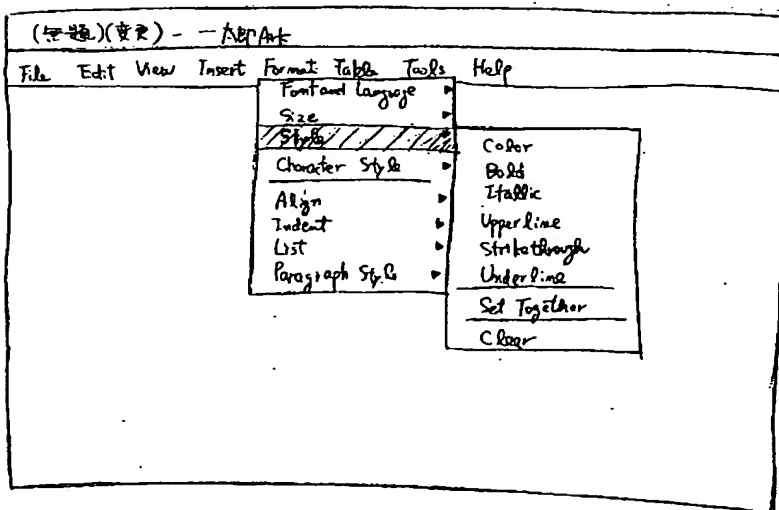 (無題)(変更) - 一太郎Ark
File Edit View Insert Format Table Tools Help
Font and Language
Size
Style
Character Style
Align
Indent
List
Paragraph Style
Color
Bold
Itallic
Upperline
Strikethrough
Underline
Set Together
Clear